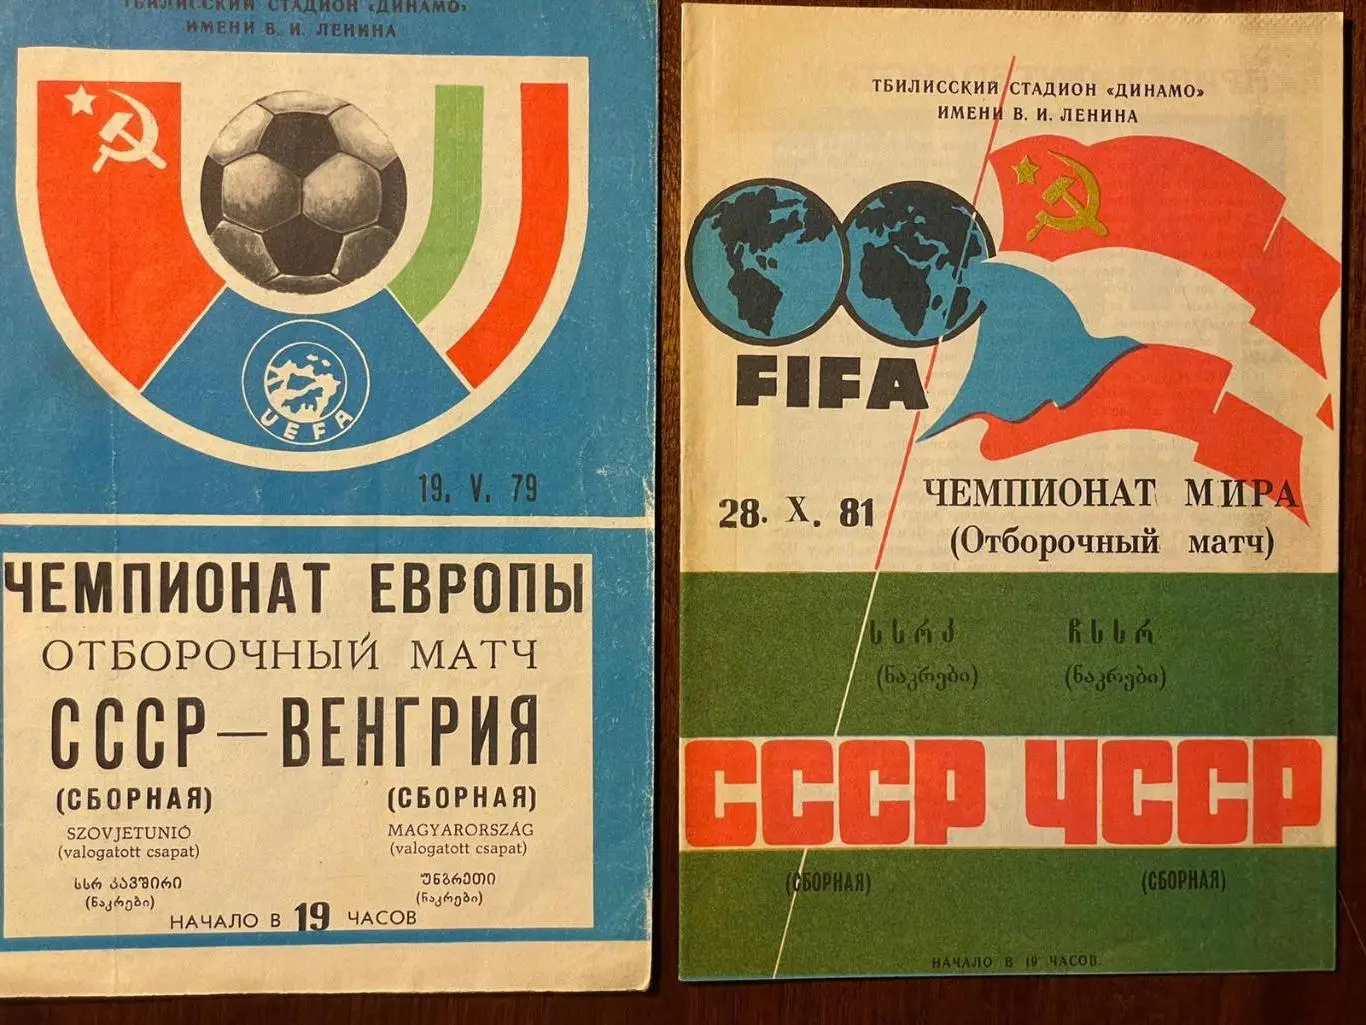 ТБИЛИССКИЙ СТАДИОН «ДИНАМО»
ИМЕНИ В. И. ЛЕНИНА
UEFA
19. V. 79
ЧЕМПИОНАТ ЕВРОПЫ
ОТБОРОЧНЫЙ МАТЧ
СССР — ВЕНГРИЯ
(СБОРНАЯ) (СБОРНАЯ)
SZOVJETUNIÓ MAGYARORSZÁG
(valogatott csapat) (valogatott csapat)
სსრ კავშირი უნგრეთი
(ნაკრები) (ნაკრები)
НАЧАЛО В 19 ЧАСОВ
ТБИЛИССКИЙ СТАДИОН «ДИНАМО»
ИМЕНИ В. И. ЛЕНИНА
FIFA
28. X. 81
ЧЕМПИОНАТ МИРА
(Отборочный матч)
სსრკ ჩსსრ
(ნაკრები) (ნაკრები)
СССР ЧССР
(СБОРНАЯ) (СБОРНАЯ)
НАЧАЛО В 19 ЧАСОВ.